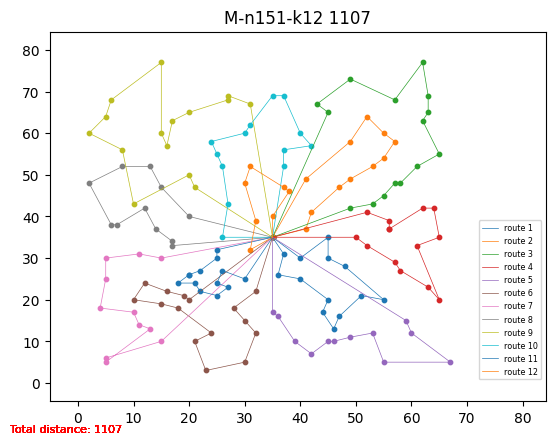 M-n151-k12 1107
80
70
60
50
40
30
20
10
0
0 10 20 30 40 50 60 70 80
route 1
route 2
route 3
route 4
route 5
route 6
route 7
route 8
route 9
route 10
route 11
route 12
Total distance: 1107